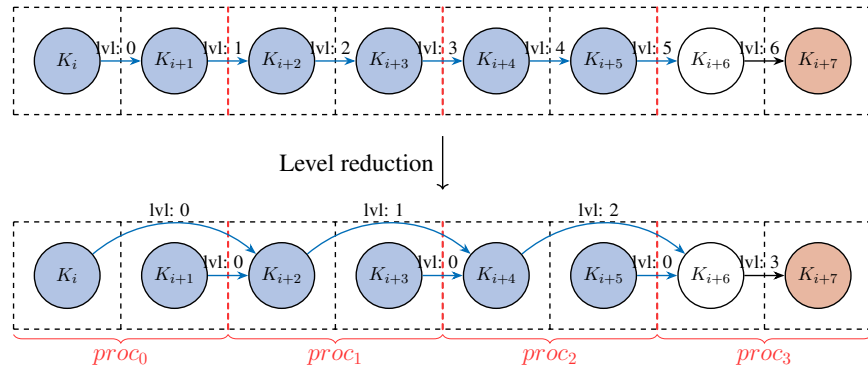 lvl: 0 lvl: 1 lvl: 2 lvl: 3 lvl: 4 lvl: 5 lvl: 6
K_i K_{i+1} K_{i+2} K_{i+3} K_{i+4} K_{i+5} K_{i+6} K_{i+7}
Level reduction
lvl: 0 lvl: 1 lvl: 2
lvl: 0 lvl: 0 lvl: 0 lvl: 3
K_i K_{i+1} K_{i+2} K_{i+3} K_{i+4} K_{i+5} K_{i+6} K_{i+7}
proc_0 proc_1 proc_2 proc_3